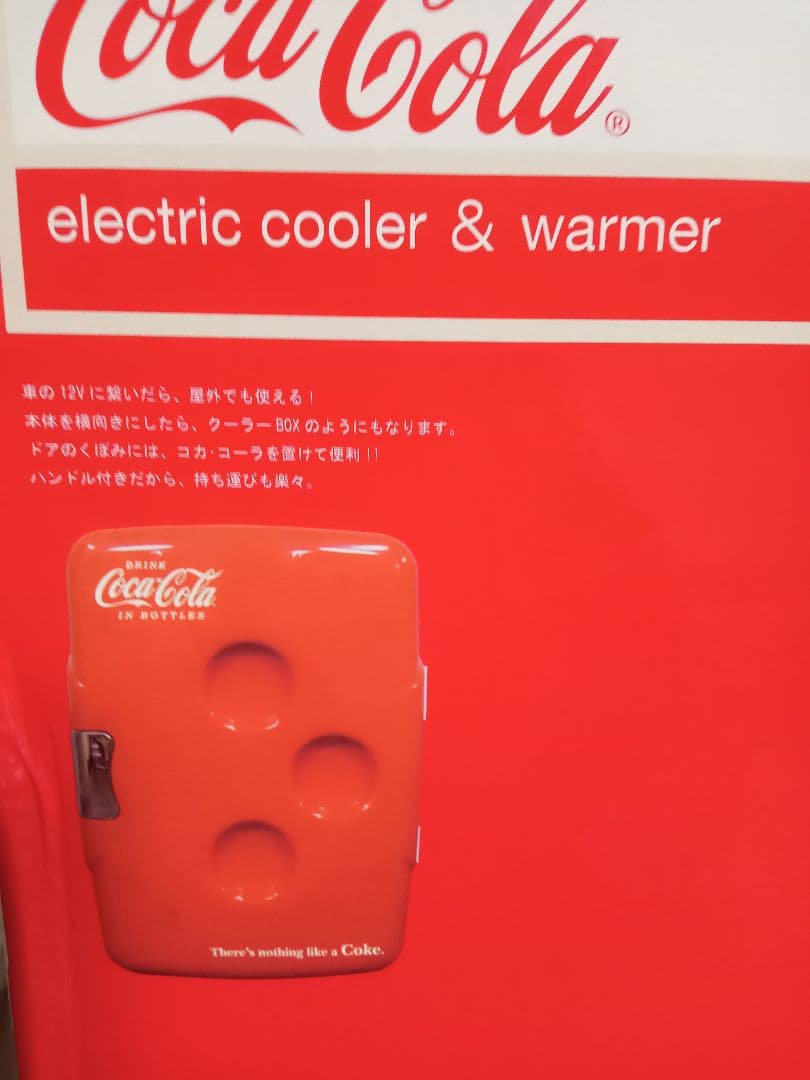 Coca-Cola®
electric cooler & warmer
車の12Vに繋いだら、屋外でも使える!
本体を横向きにしたら、クーラーBOXのようにもなります。
ドアのくぼみには、コカ・コーラを置けて便利!!
ハンドル付きだから、持ち運びも楽々。
DRINK
Coca-Cola
IN BOTTLES
There's nothing like a Coke.